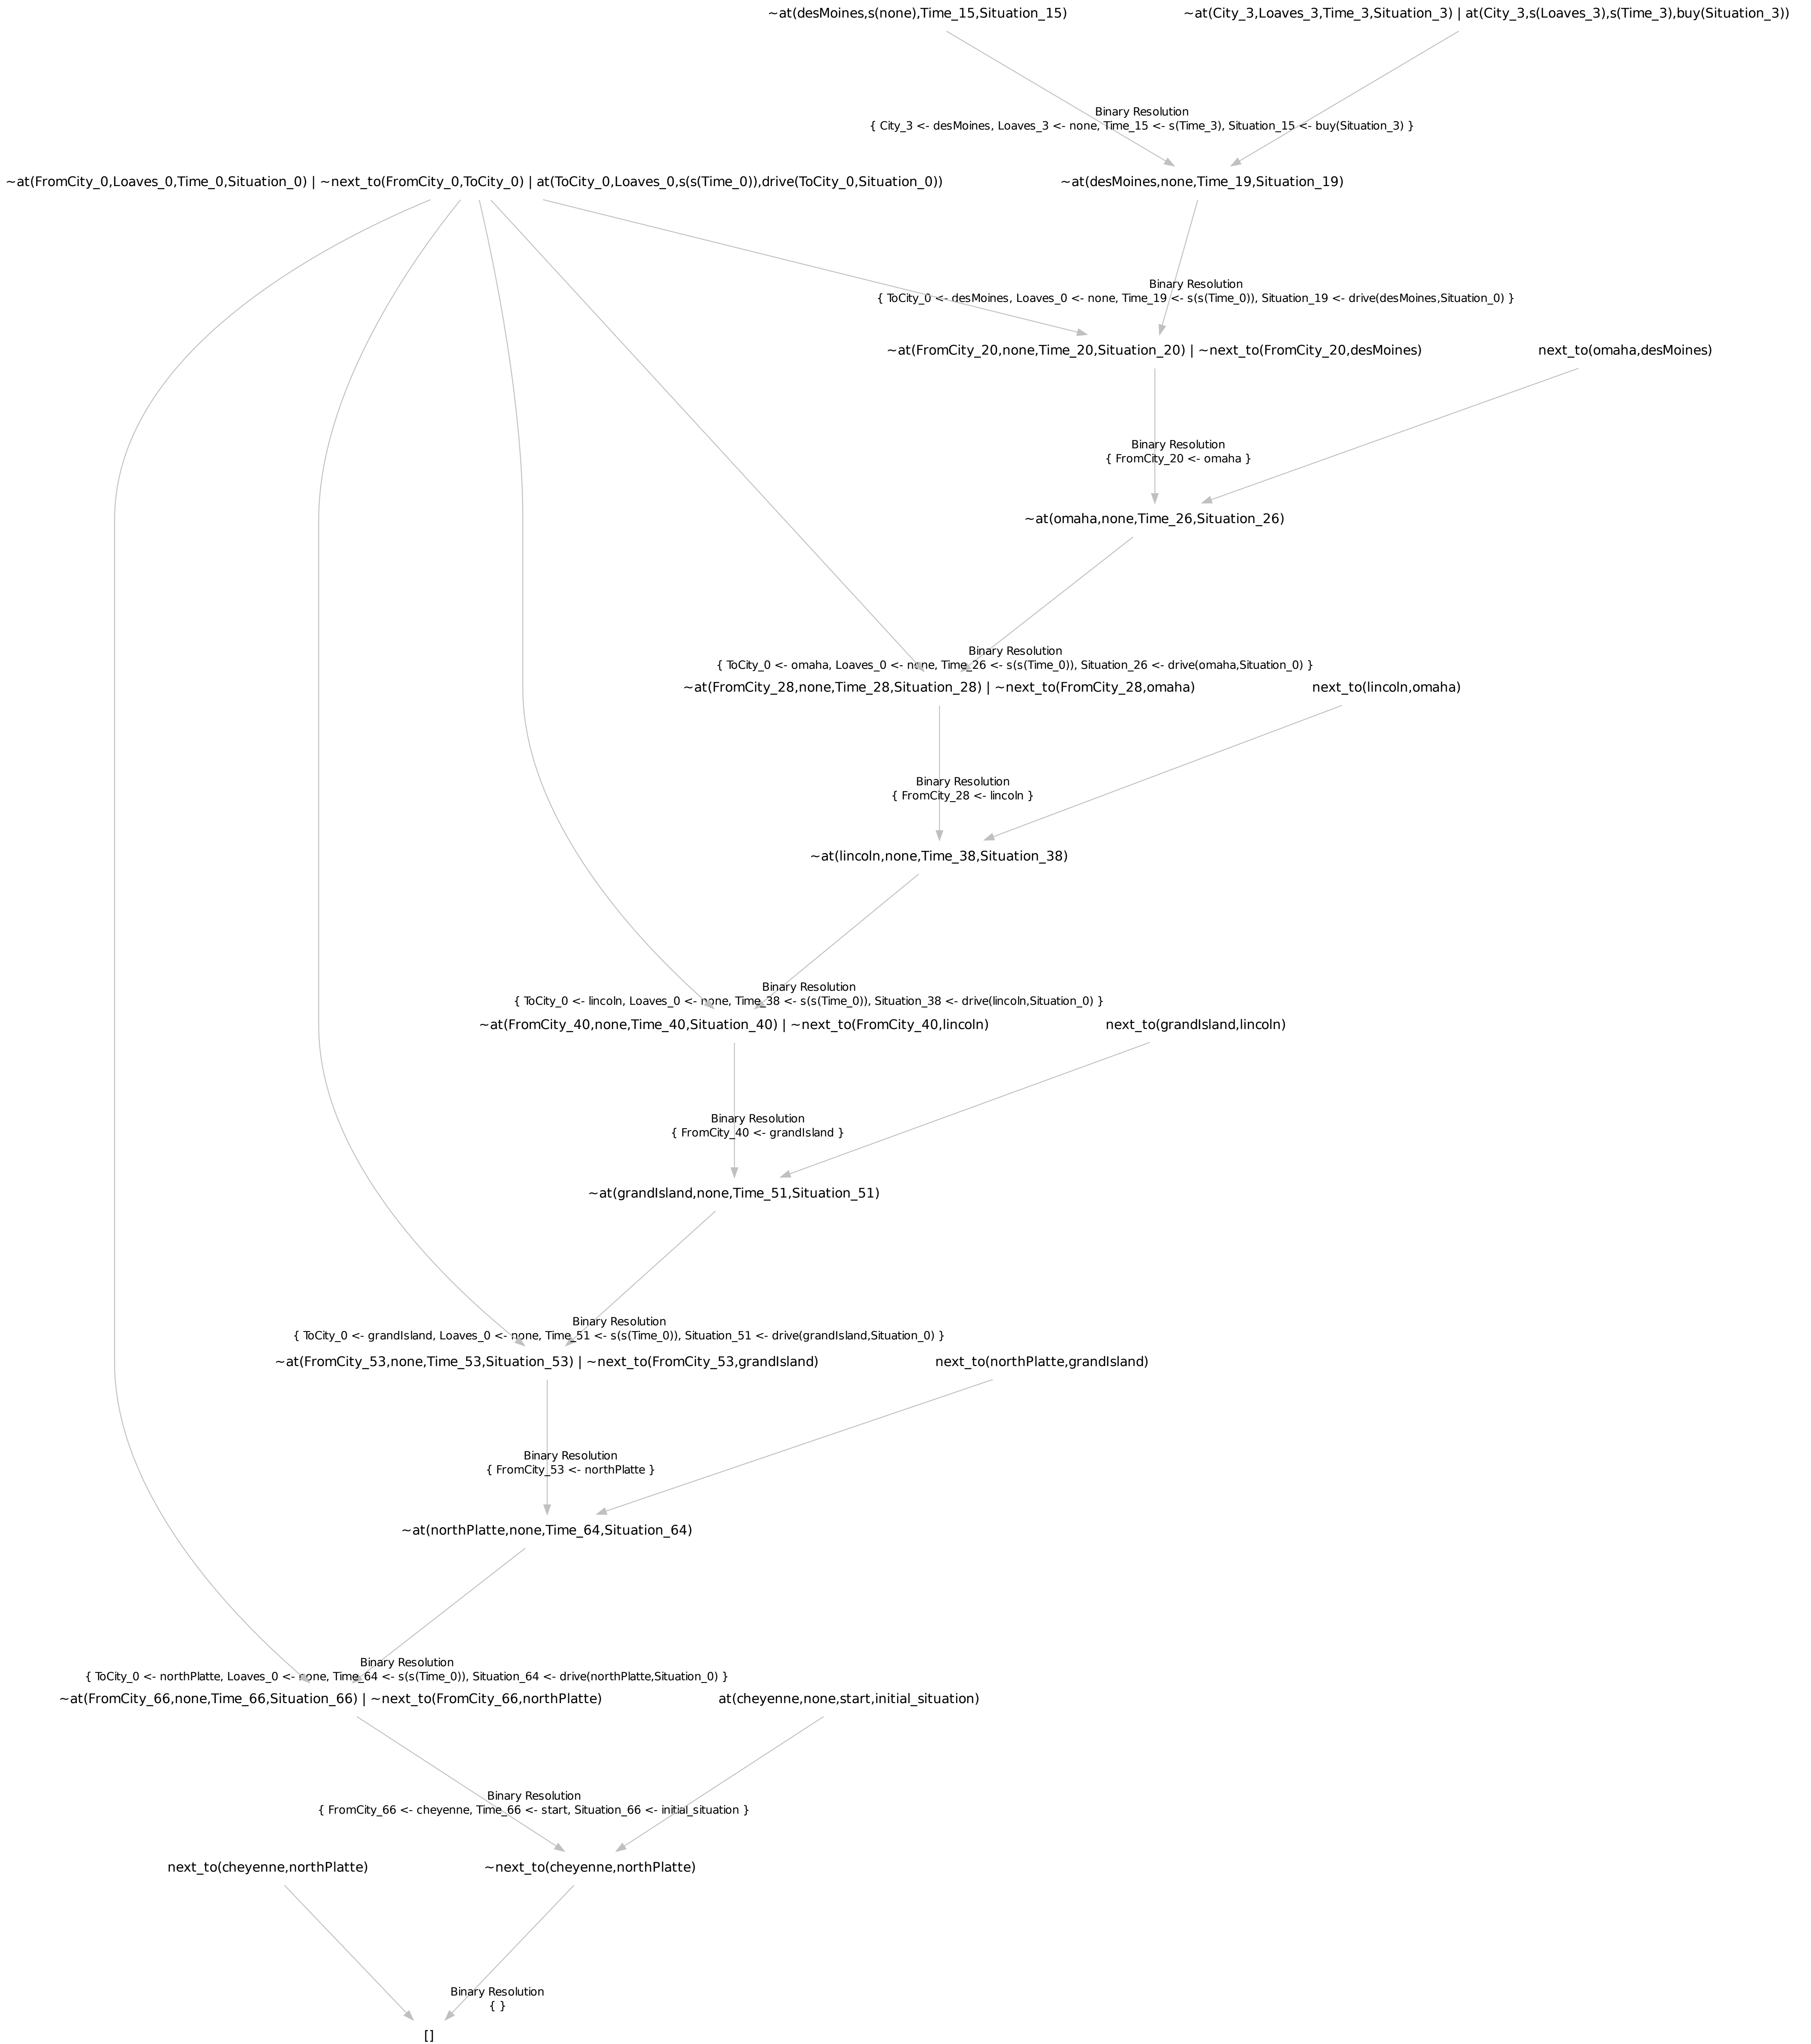 ~at(desMoines,s(none),Time_15,Situation_15)
~at(City_3,Loaves_3,Time_3,Situation_3) | at(City_3,s(Loaves_3),s(Time_3),buy(Situation_3))
Binary Resolution
{ City_3 <- desMoines, Loaves_3 <- none, Time_15 <- s(Time_3), Situation_15 <- buy(Situation_3) }
~at(FromCity_0,Loaves_0,Time_0,Situation_0) | ~next_to(FromCity_0,ToCity_0) | at(ToCity_0,Loaves_0,s(s(Time_0)),drive(ToCity_0,Situation_0))
~at(desMoines,none,Time_19,Situation_19)
Binary Resolution
{ ToCity_0 <- desMoines, Loaves_0 <- none, Time_19 <- s(s(Time_0)), Situation_19 <- drive(desMoines,Situation_0) }
~at(FromCity_20,none,Time_20,Situation_20) | ~next_to(FromCity_20,desMoines)
next_to(omaha,desMoines)
Binary Resolution
{ FromCity_20 <- omaha }
~at(omaha,none,Time_26,Situation_26)
Binary Resolution
{ ToCity_0 <- omaha, Loaves_0 <- none, Time_26 <- s(s(Time_0)), Situation_26 <- drive(omaha,Situation_0) }
~at(FromCity_28,none,Time_28,Situation_28) | ~next_to(FromCity_28,omaha)
next_to(lincoln,omaha)
Binary Resolution
{ FromCity_28 <- lincoln }
~at(lincoln,none,Time_38,Situation_38)
Binary Resolution
{ ToCity_0 <- lincoln, Loaves_0 <- none, Time_38 <- s(s(Time_0)), Situation_38 <- drive(lincoln,Situation_0) }
~at(FromCity_40,none,Time_40,Situation_40) | ~next_to(FromCity_40,lincoln)
next_to(grandIsland,lincoln)
Binary Resolution
{ FromCity_40 <- grandIsland }
~at(grandIsland,none,Time_51,Situation_51)
Binary Resolution
{ ToCity_0 <- grandIsland, Loaves_0 <- none, Time_51 <- s(s(Time_0)), Situation_51 <- drive(grandIsland,Situation_0) }
~at(FromCity_53,none,Time_53,Situation_53) | ~next_to(FromCity_53,grandIsland)
next_to(northPlatte,grandIsland)
Binary Resolution
{ FromCity_53 <- northPlatte }
~at(northPlatte,none,Time_64,Situation_64)
Binary Resolution
{ ToCity_0 <- northPlatte, Loaves_0 <- none, Time_64 <- s(s(Time_0)), Situation_64 <- drive(northPlatte,Situation_0) }
~at(FromCity_66,none,Time_66,Situation_66) | ~next_to(FromCity_66,northPlatte)
at(cheyenne,none,start,initial_situation)
Binary Resolution
{ FromCity_66 <- cheyenne, Time_66 <- start, Situation_66 <- initial_situation }
next_to(cheyenne,northPlatte)
~next_to(cheyenne,northPlatte)
Binary Resolution
{ }
[]